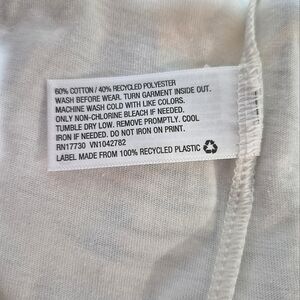 60% COTTON / 40% RECYCLED POLYESTER
WASH BEFORE WEAR. TURN GARMENT INSIDE OUT.
MACHINE WASH COLD WITH LIKE COLORS.
ONLY NON-CHLORINE BLEACH IF NEEDED.
TUMBLE DRY LOW. REMOVE PROMPTLY. COOL
IRON IF NEEDED. DO NOT IRON ON PRINT.
RN17730 VN1042782
LABEL MADE FROM 100% RECYCLED PLASTIC